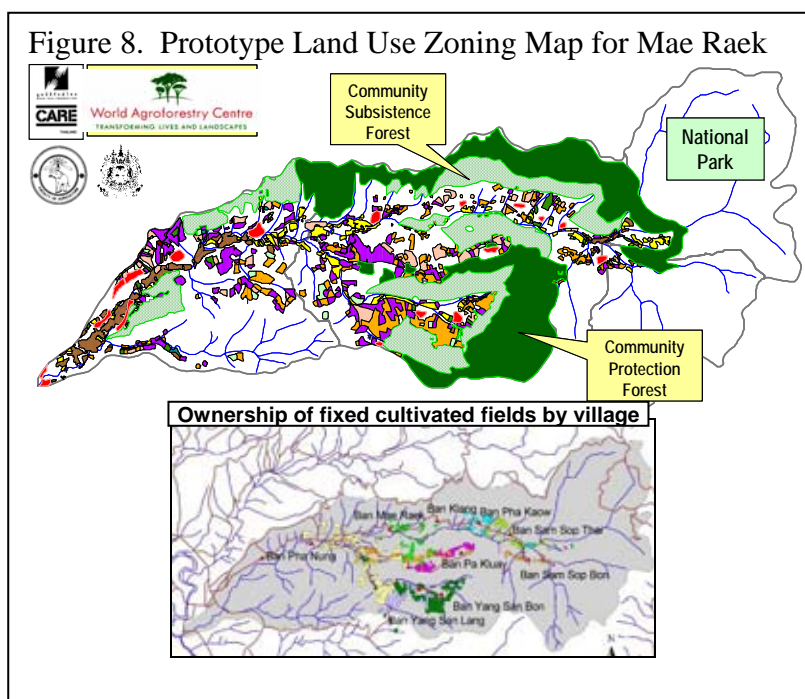 Figure 8. Prototype Land Use Zoning Map for Mae Raek
CARE
World Agroforestry Centre
TRANSFORMING LIVES AND LANDSCAPES
Community
Subsistence
Forest
National
Park
Community
Protection
Forest
Ownership of fixed cultivated fields by village
Ban Mae Raek
Ban Klang
Ban Pha Kaow
Ban Sam Sop Thai
Ban Pha Nung
Ban Pa Kluay
Ban Sam Sop Bon
Ban Yang San Bon
Ban Yang San Lang
N